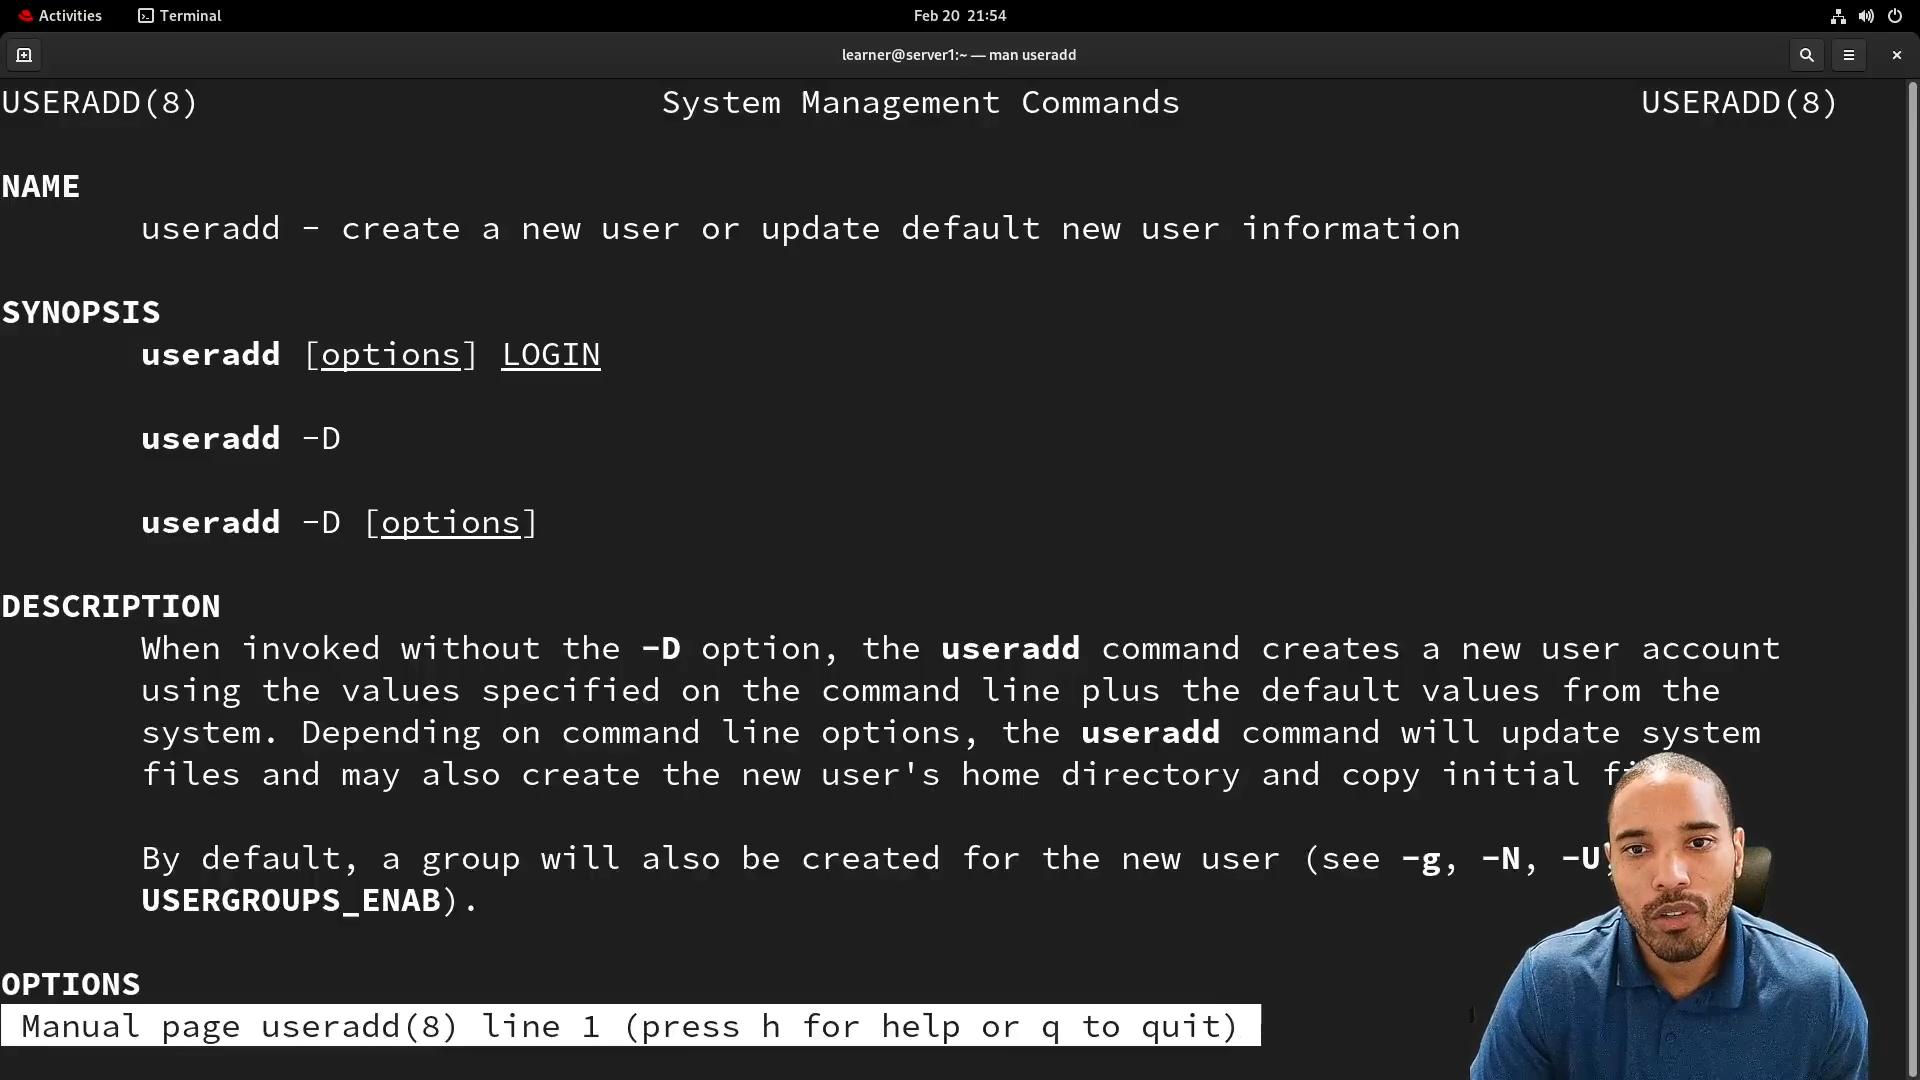 Activities Terminal Feb 20 21:54
learner@server1:~ — man useradd
USERADD(8) System Management Commands USERADD(8)
NAME
useradd - create a new user or update default new user information
SYNOPSIS
useradd [options] LOGIN
useradd -D
useradd -D [options]
DESCRIPTION
When invoked without the -D option, the useradd command creates a new user account
using the values specified on the command line plus the default values from the
system. Depending on command line options, the useradd command will update system
files and may also create the new user's home directory and copy initial
By default, a group will also be created for the new user (see -g, -N, -U,
USERGROUPS_ENAB).
OPTIONS
Manual page useradd(8) line 1 (press h for help or q to quit)